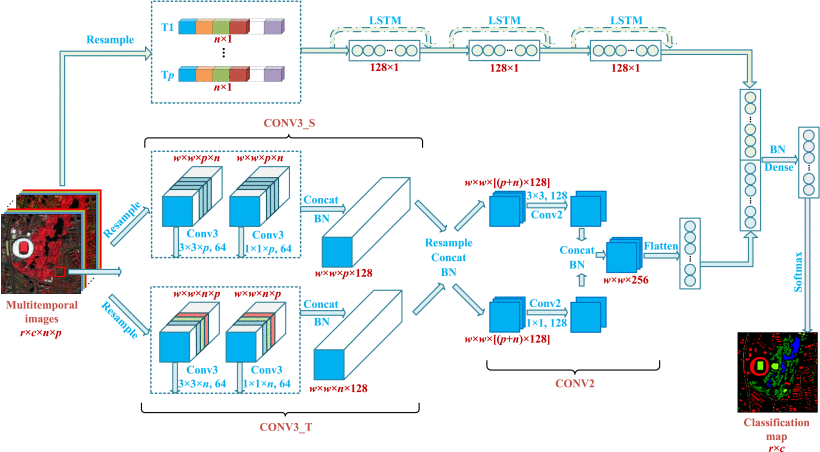 LSTM
LSTM
LSTM
Resample
T1
n×1
⋮
Tp
n×1
128×1
128×1
128×1
CONV3_S
w×w×p×n
w×w×p×n
Resample
Conv3
3×3×p, 64
Conv3
1×1×p, 64
Concat
BN
w×w×p×128
Multitemporal
images
r×c×n×p
Resample
w×w×n×p
w×w×n×p
Conv3
3×3×n, 64
Conv3
1×1×n, 64
Concat
BN
w×w×n×128
CONV3_T
Resample
Concat
BN
w×w×[(p+n)×128]
3×3, 128
Conv2
w×w×[(p+n)×128]
Conv2
1×1, 128
Concat
BN
w×w×256
Flatten
CONV2
BN
Dense
Softmax
Classification
map
r×c